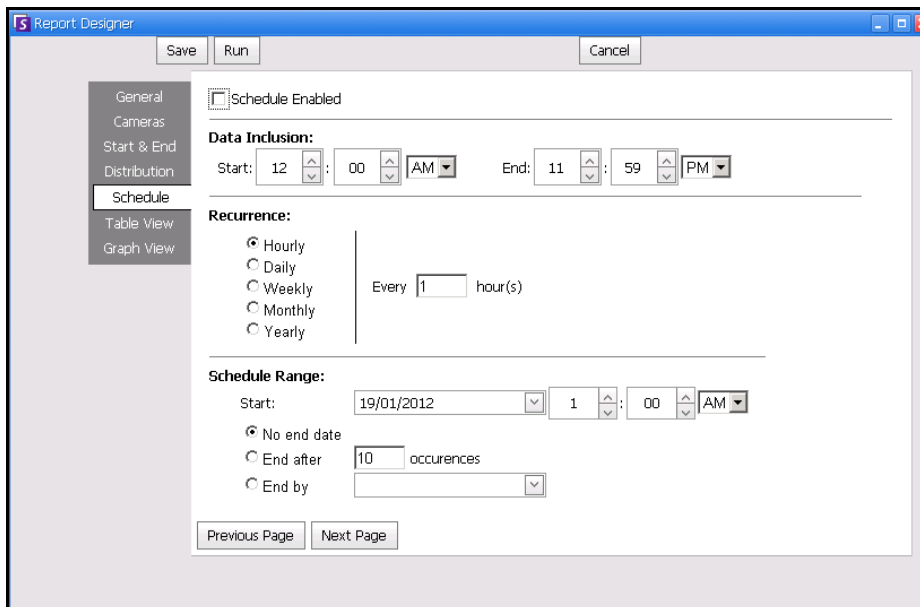 Report Designer
Save Run Cancel
General
Cameras
Start & End
Distribution
Schedule
Table View
Graph View
Schedule Enabled
Data Inclusion:
Start: 12 : 00 AM End: 11 : 59 PM
Recurrence:
Hourly
Daily
Weekly
Monthly
Yearly
Every 1 hour(s)
Schedule Range:
Start: 19/01/2012 1 : 00 AM
No end date
End after 10 occurences
End by
Previous Page Next Page